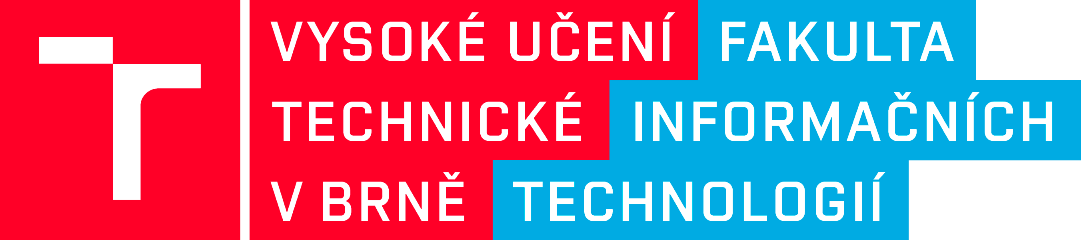 VYSOKÉ UČENÍ FAKULTA
TECHNICKÉ INFORMAČNÍCH
V BRNĚ TECHNOLOGIÍ